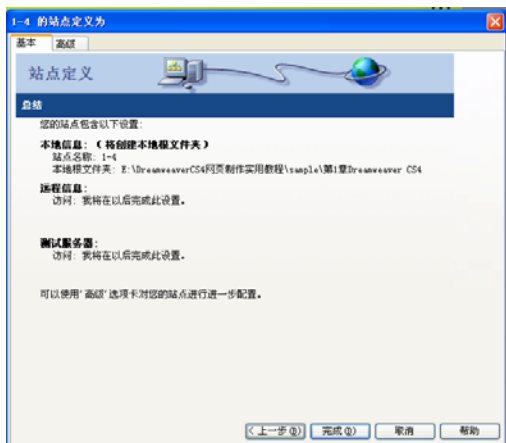 1-4 的站点定义为
基本 高级
站点定义
总结
您的站点包含以下设置:
本地信息:(将创建本地根文件夹)
站点名称: 1-4
本地根文件夹: E:\DreamweaverCS4网页制作实用教程\sample\第1章Dreamweaver CS4
远程信息:
访问: 我将在以后完成此设置。
测试服务器:
访问: 我将在以后完成此设置。
可以使用“高级”选项卡对您的站点进行进一步配置。
<上一步(B) 完成(D) 取消 帮助